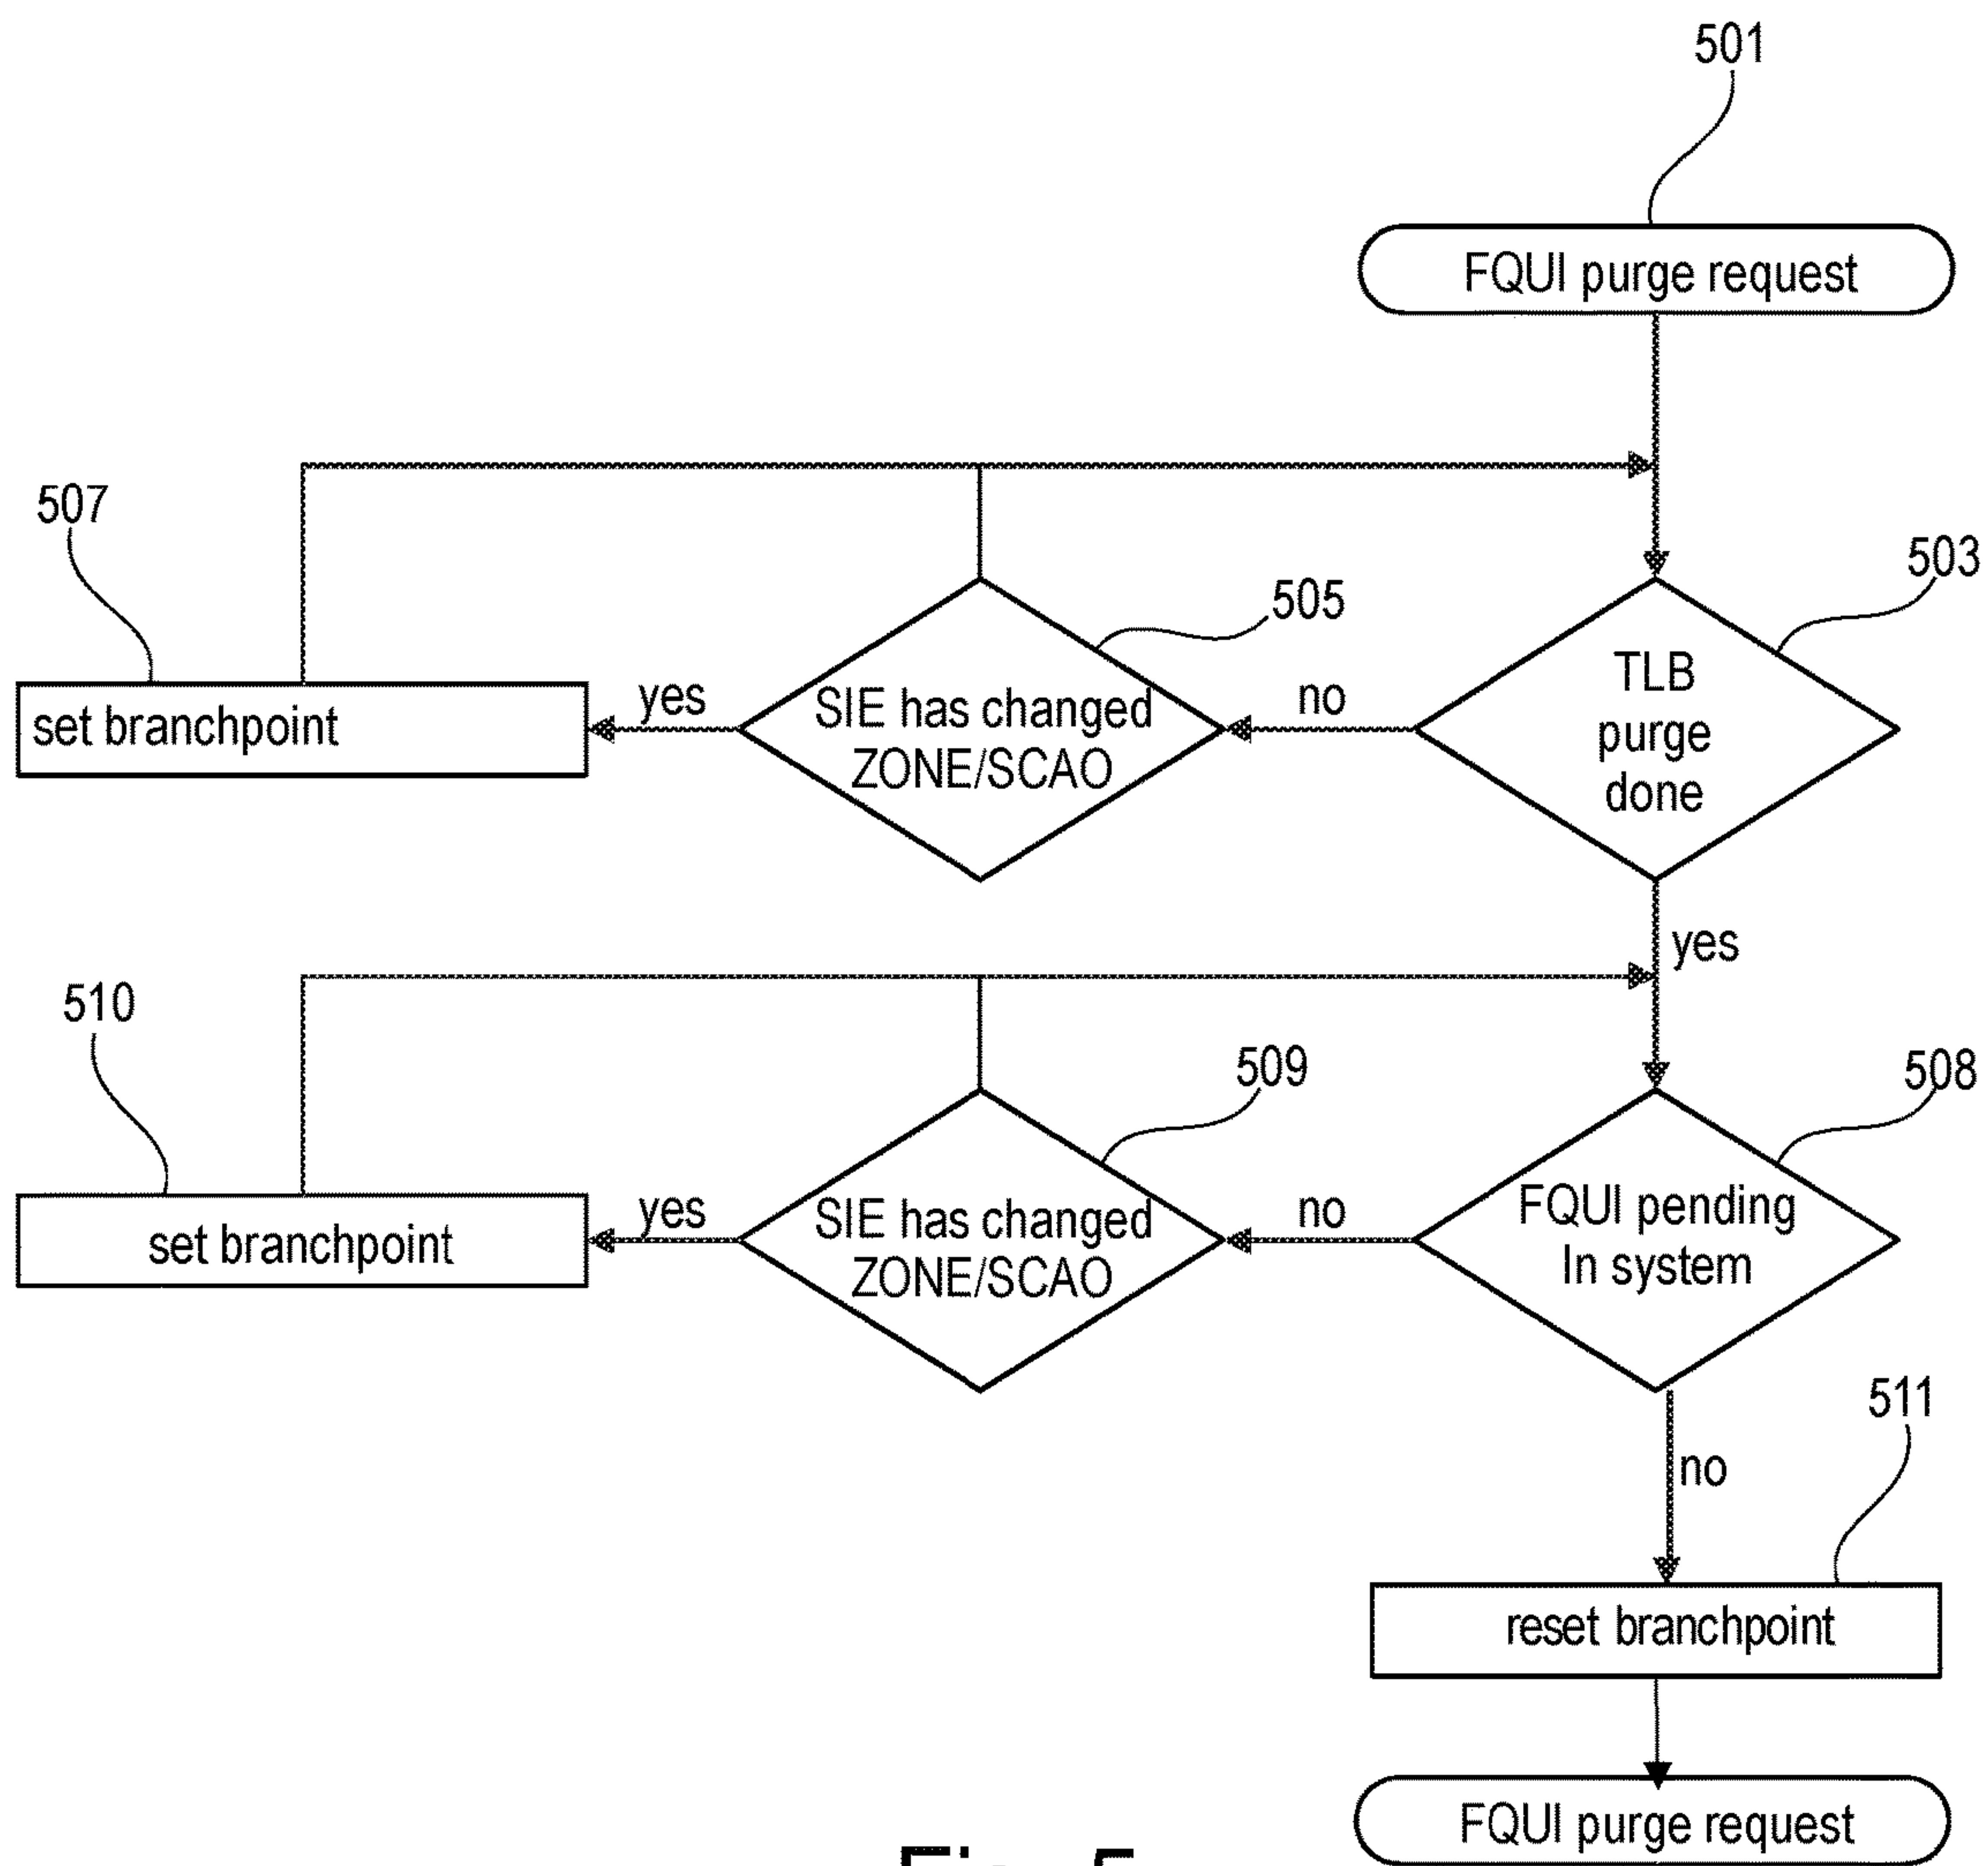 501
FQUI purge request
507
505
503
set branchpoint
yes
SIE has changed
ZONE/SCAO
no
TLB
purge
done
yes
510
509
508
set branchpoint
yes
SIE has changed
ZONE/SCAO
no
FQUI pending
In system
511
no
reset branchpoint
FQUI purge request